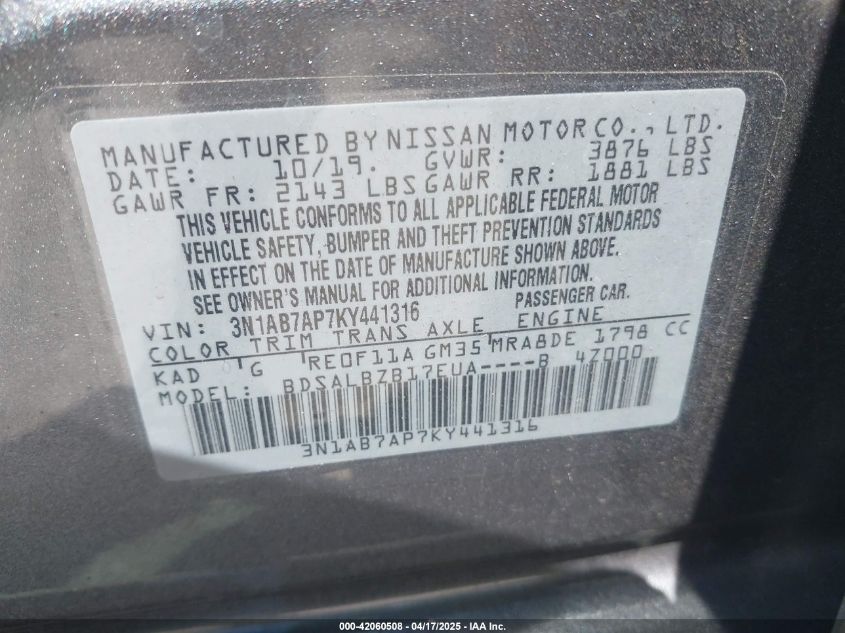 MANUFACTURED BY NISSAN MOTOR CO., LTD.
DATE: 10/19. GVWR: 3876 LBS
GAWR FR: 2143 LBS GAWR RR: 1881 LBS
THIS VEHICLE CONFORMS TO ALL APPLICABLE FEDERAL MOTOR
VEHICLE SAFETY, BUMPER AND THEFT PREVENTION STANDARDS
IN EFFECT ON THE DATE OF MANUFACTURE SHOWN ABOVE.
SEE OWNER'S MANUAL FOR ADDITIONAL INFORMATION.
VIN: 3N1AB7AP7KY441316 PASSENGER CAR.
COLOR TRIM TRANS AXLE ENGINE
KAD G RE0F11A GM35 MRA8DE 1798 CC
MODEL: BDSALBZB17EUA----B 4Z000
3N1AB7AP7KY441316
000-42060508 - 04/17/2025 - IAA Inc.